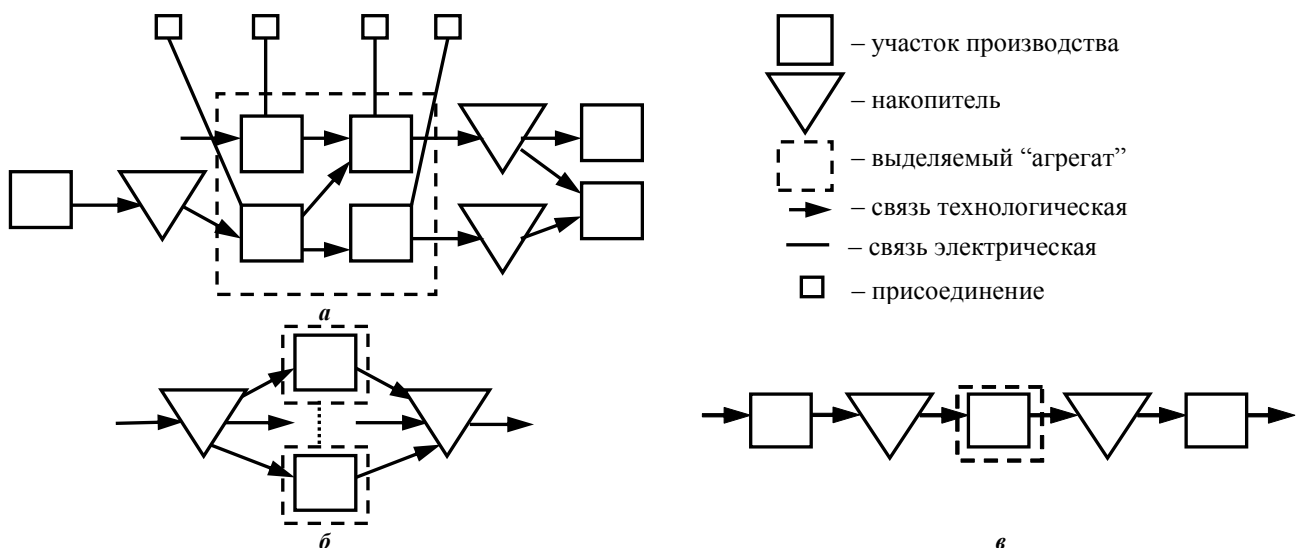 – участок производства
– накопитель
– выделяемый “агрегат”
– связь технологическая
– связь электрическая
– присоединение
а
б
в